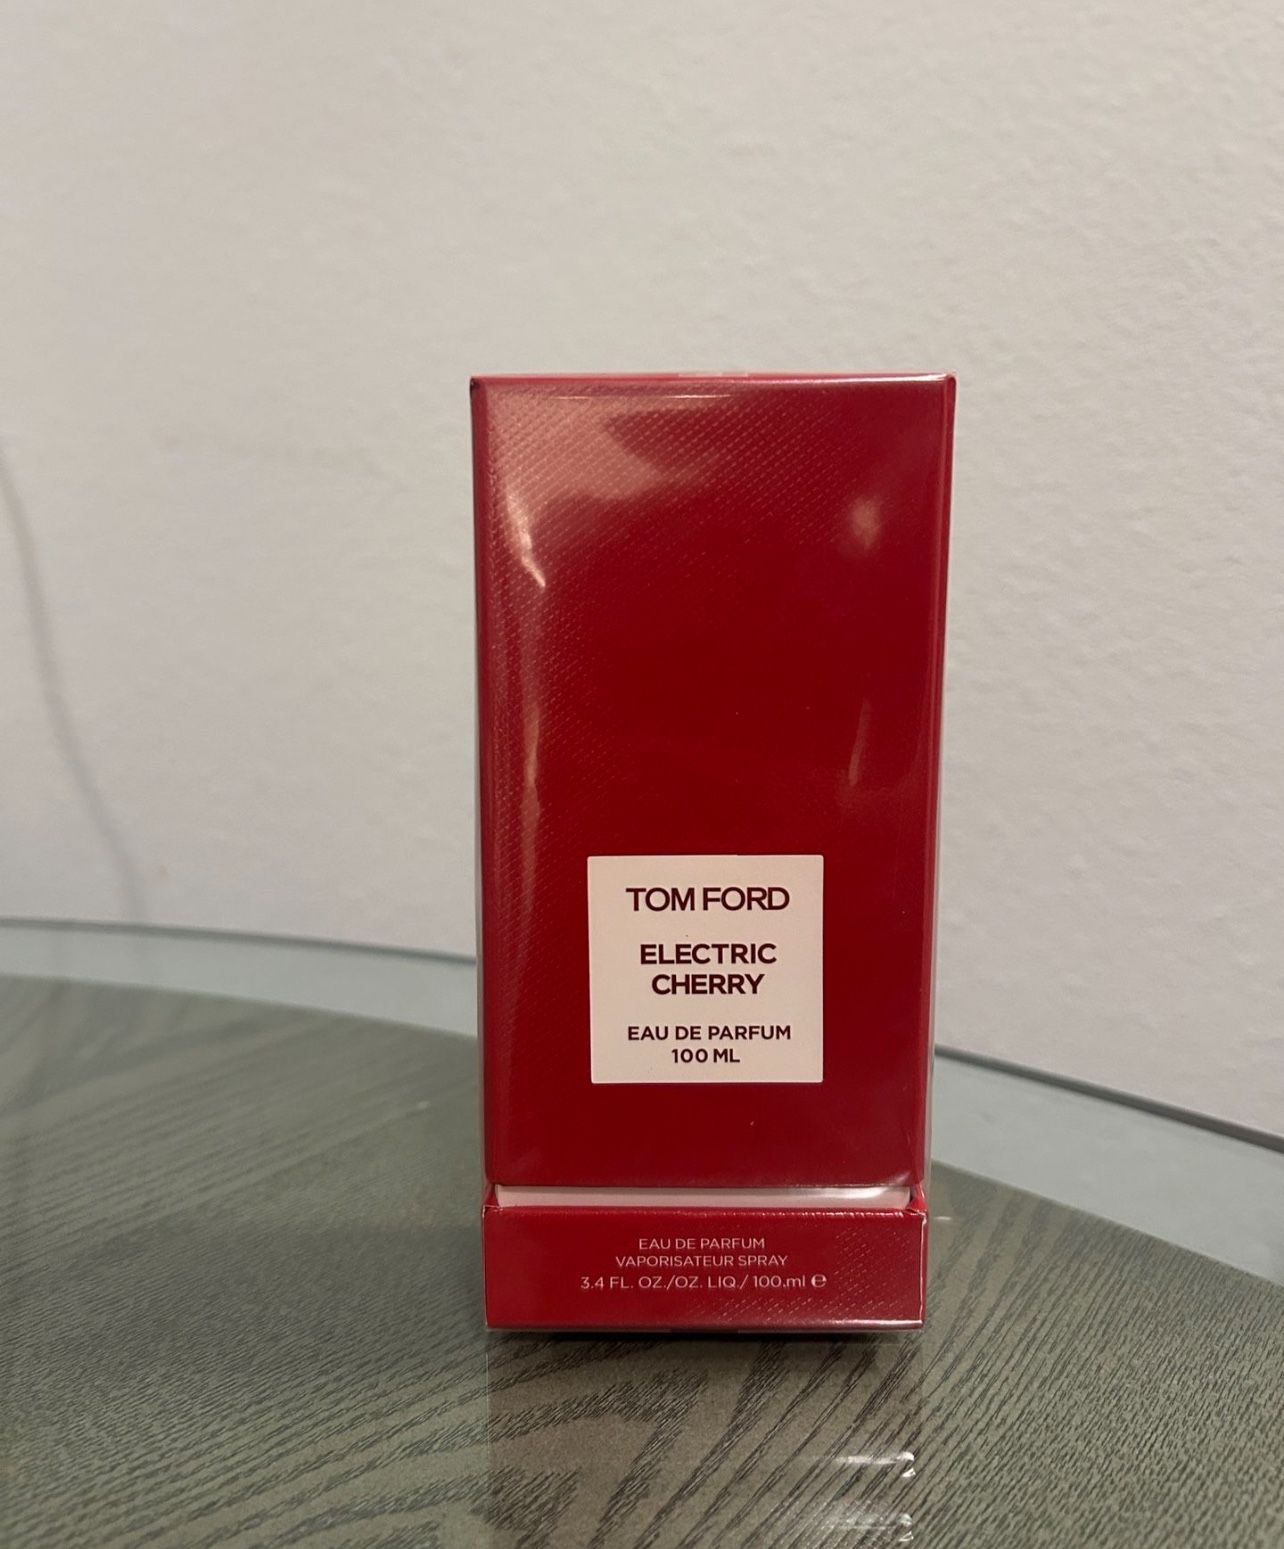 TOM FORD
ELECTRIC
CHERRY
EAU DE PARFUM
100 ML
EAU DE PARFUM
VAPORISATEUR SPRAY
3.4 FL. OZ./OZ. LIQ./ 100.ml ℮